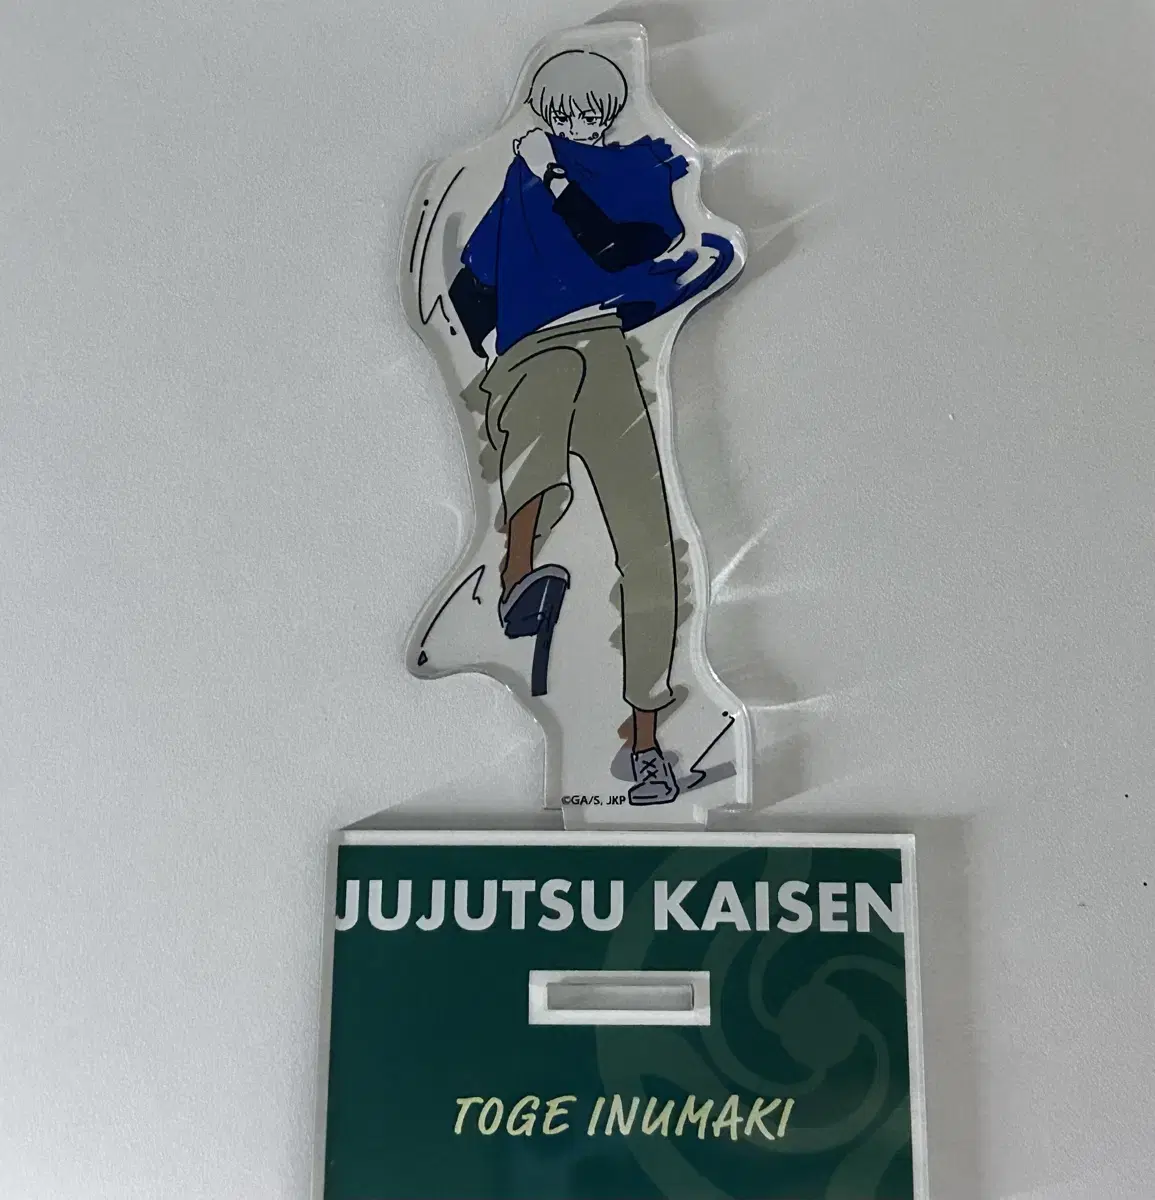 ©GA/S, JKP
JUJUTSU KAISEN
TOGE INUMAKI